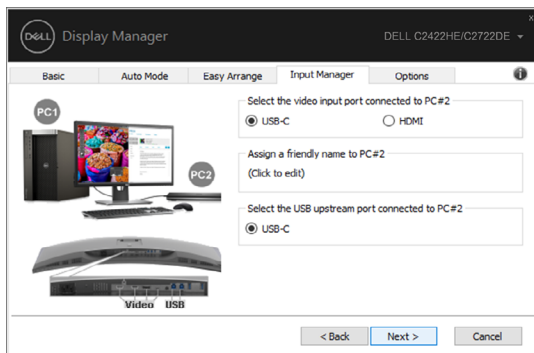 DELL Display Manager
DELL C2422HE/C2722DE
Basic
Auto Mode
Easy Arrange
Input Manager
Options
PC1
PC2
Video USB
Select the video input port connected to PC#2
USB-C
HDMI
Assign a friendly name to PC#2
(Click to edit)
Select the USB upstream port connected to PC#2
USB-C
< Back
Next >
Cancel